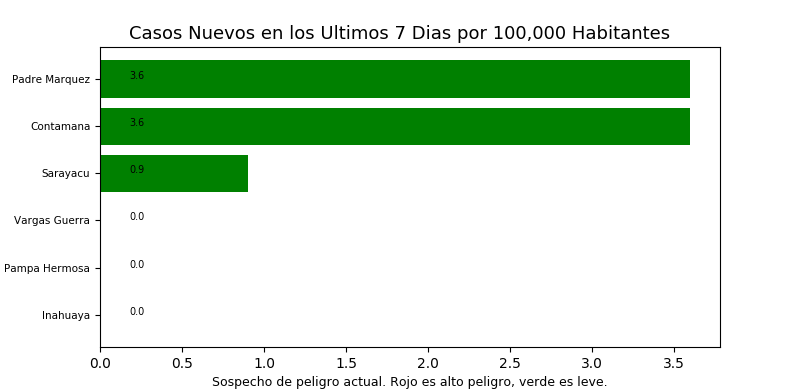 Casos Nuevos en los Ultimos 7 Dias por 100,000 Habitantes
Padre Marquez 3.6
Contamana 3.6
Sarayacu 0.9
Vargas Guerra 0.0
Pampa Hermosa 0.0
Inahuaya 0.0
0.0 0.5 1.0 1.5 2.0 2.5 3.0 3.5
Sospecho de peligro actual. Rojo es alto peligro, verde es leve.